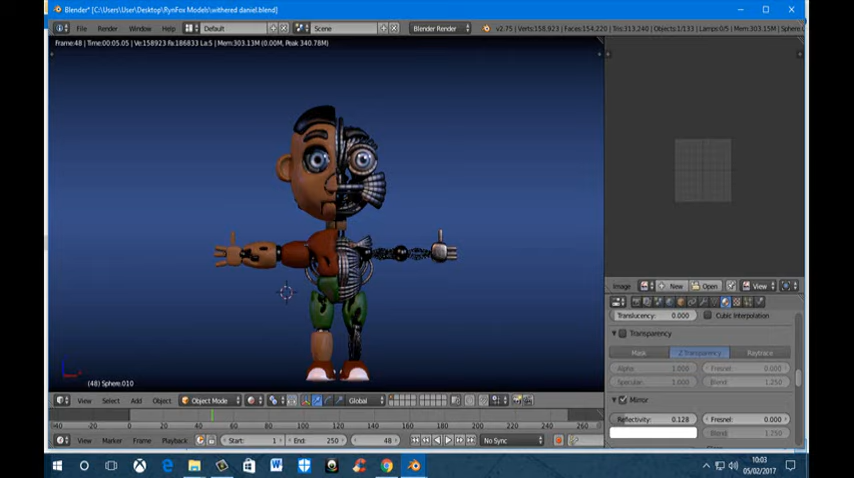 Blender* [C:\Users\User\Desktop\RynFox Models\withered daniel.blend]
File Render Window Help Default Scene Blender Render v2.75 | Verts:158,923 | Faces:154,220 | Tris:313,240 | Objects:1/133 | Lamps:0/5 | Mem:303.15M
Frame:48 | Time:00:05.05 | Ve:158923 Fa:186833 La:5 | Mem:303.13M (0.00M, Peak 340.78M)
Image New Open View
Translucency: 0.000 Cubic Interpolation
Transparency
Mask Z Transparency Raytrace
Alpha: 1.000 Fresnel: 0.000
Specular: 1.000 Blend: 1.250
Mirror
Reflectivity: 0.128 Fresnel: 0.000
Blend: 1.250
(48) Sphere.010
View Select Add Object Object Mode Global
-40 -20 0 20 40 60 80 100 120 140 160 180 200 220 240 260
View Marker Frame Playback Start: 1 End: 250 48 No Sync
10:03
05/02/2017